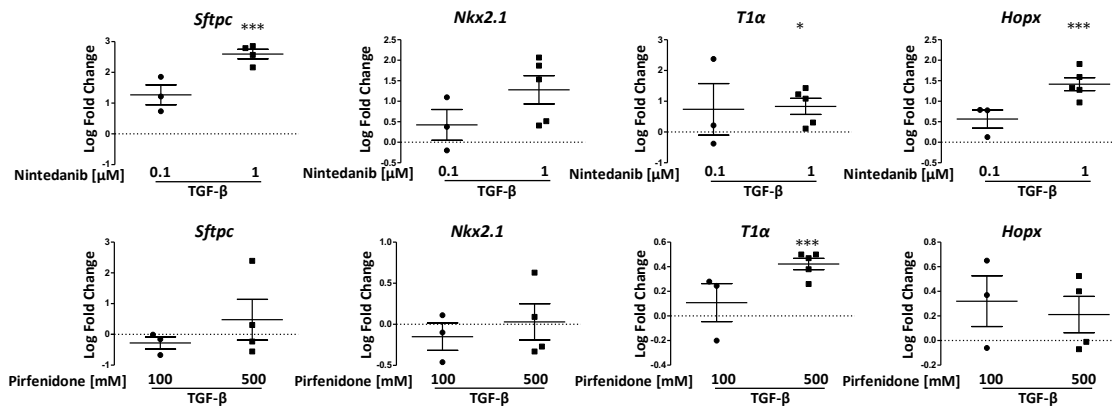 Sftpc
***
Log Fold Change
3
2
1
0
1
Nintedanib [µM]
0.1
1
TGF-β
Nkx2.1
Log Fold Change
2.5
2.0
1.5
1.0
0.5
0.0
0.5
Nintedanib [µM]
0.1
1
TGF-β
T1α
*
Log Fold Change
3
2
1
0
1
Nintedanib [µM]
0.1
1
TGF-β
Hopx
***
Log Fold Change
2.5
2.0
1.5
1.0
0.5
0.0
0.5
Nintedanib [µM]
0.1
1
TGF-β
Sftpc
Log Fold Change
3
2
1
0
1
Pirfenidone [mM]
100
500
TGF-β
Nkx2.1
Log Fold Change
1.0
0.5
0.0
0.5
Pirfenidone [mM]
100
500
TGF-β
T1α
***
Log Fold Change
0.6
0.4
0.2
0.0
0.2
0.4
Pirfenidone [mM]
100
500
TGF-β
Hopx
Log Fold Change
0.8
0.6
0.4
0.2
0.0
0.2
Pirfenidone [mM]
100
500
TGF-β